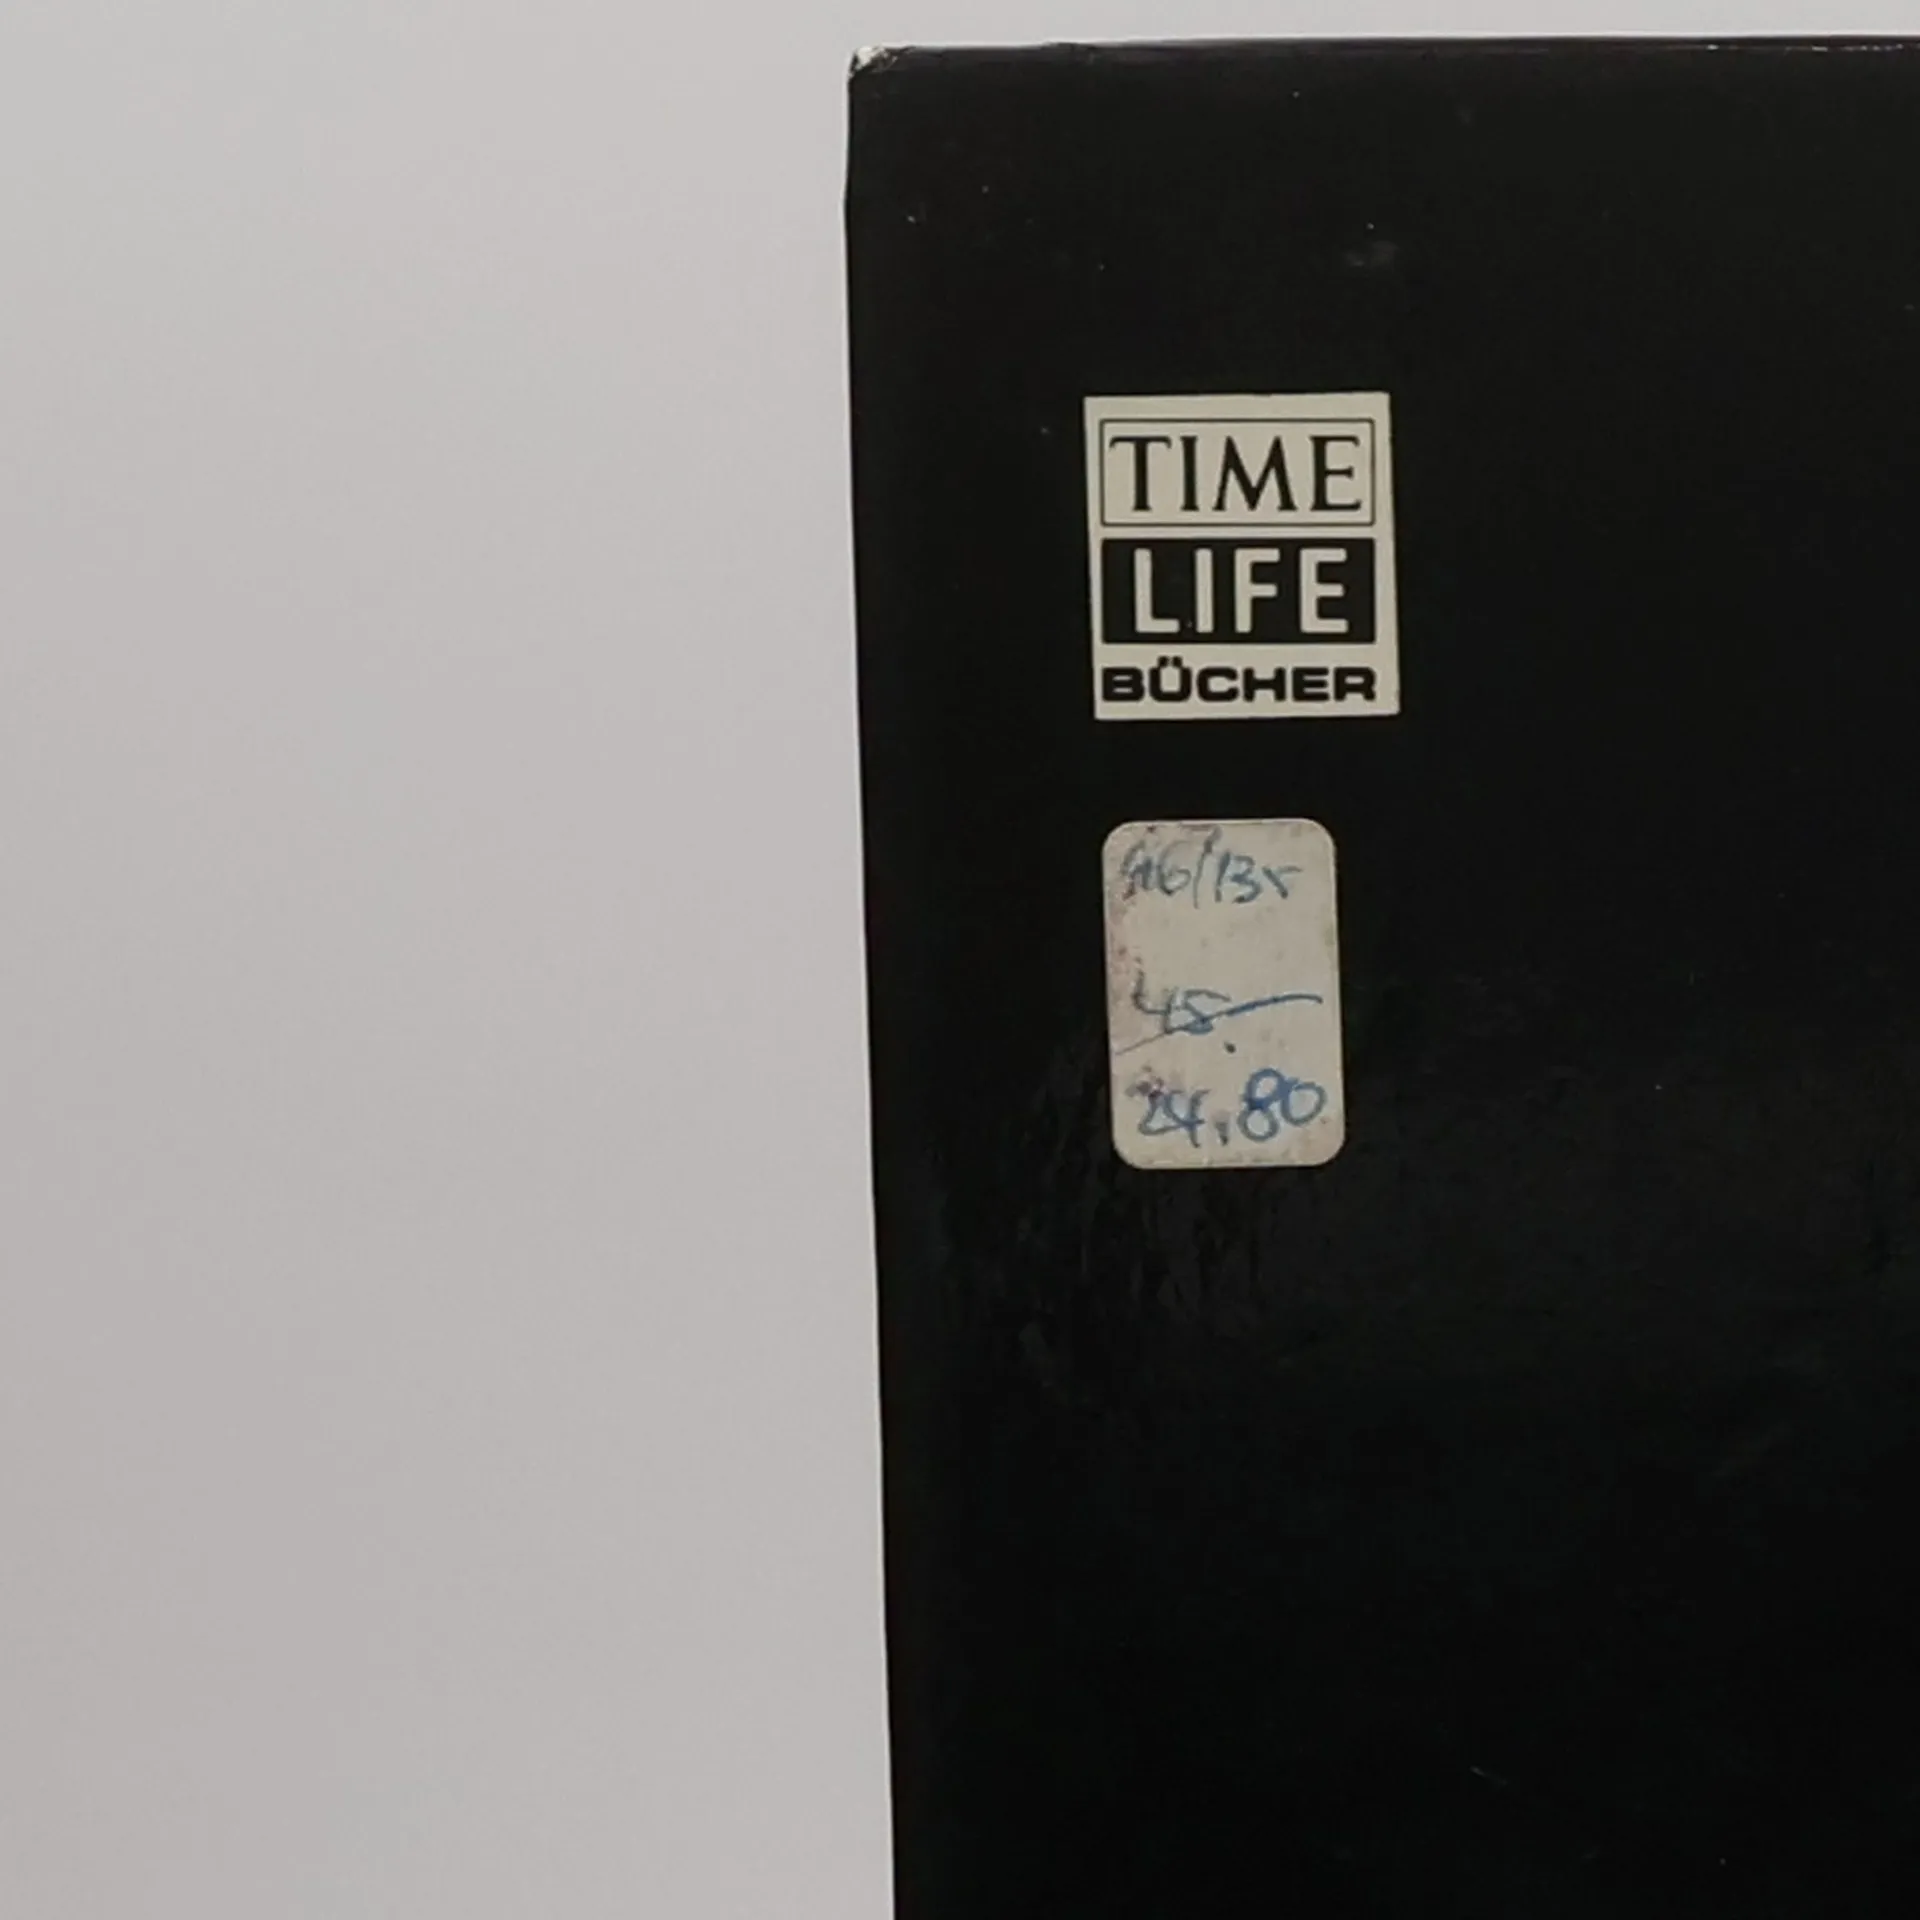 TIME
LIFE
BÜCHER
45.
24,80